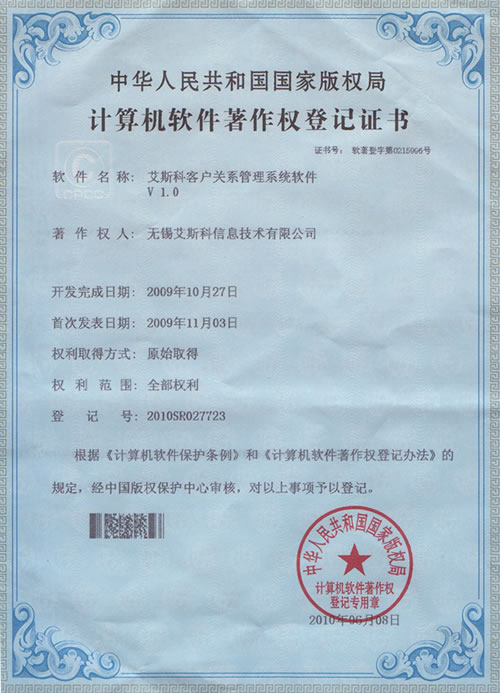 中华人民共和国国家版权局
计算机软件著作权登记证书
证书号： 软著登字第0215996号
软件名称： 艾斯科客户关系管理系统软件
V 1.0
著作权人： 无锡艾斯科信息技术有限公司
开发完成日期： 2009年10月27日
首次发表日期： 2009年11月03日
权利取得方式： 原始取得
权利范围： 全部权利
登记号： 2010SR027723
根据《计算机软件保护条例》和《计算机软件著作权登记办法》的
规定，经中国版权保护中心审核，对以上事项予以登记。
中华人民共和国国家版权局
计算机软件著作权
登记专用章
2010年06月08日